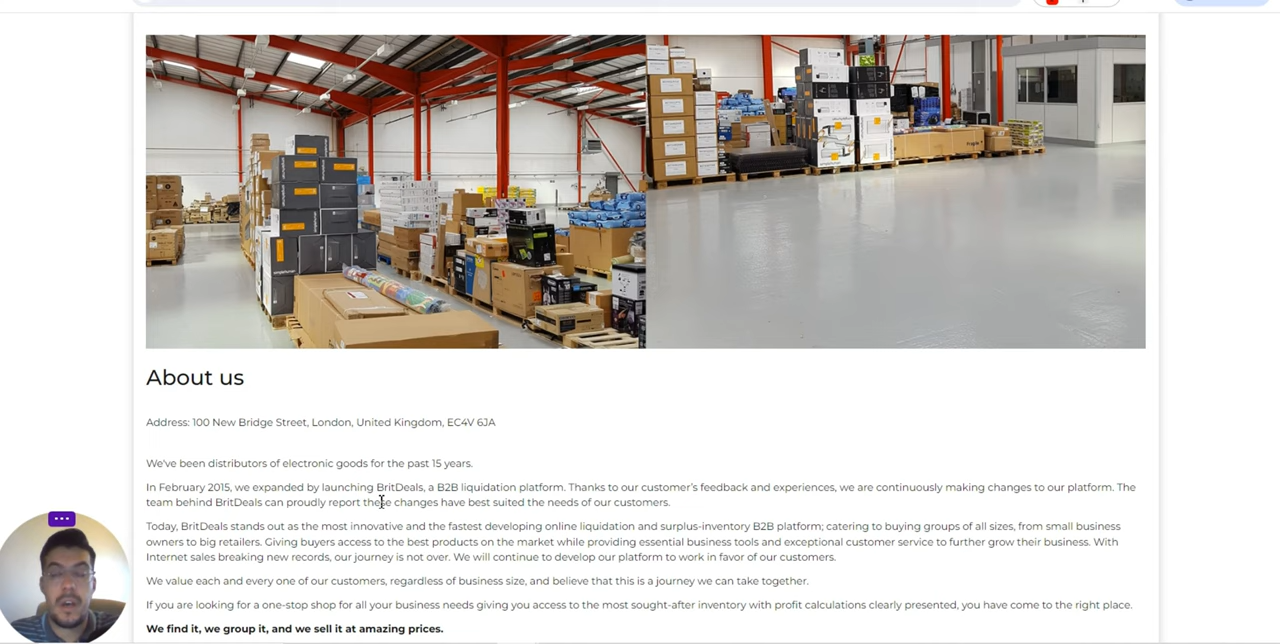 About us
Address: 100 New Bridge Street, London, United Kingdom, EC4V 6JA
We've been distributors of electronic goods for the past 15 years.
In February 2015, we expanded by launching BritDeals, a B2B liquidation platform. Thanks to our customer's feedback and experiences, we are continuously making changes to our platform. The
team behind BritDeals can proudly report these changes have best suited the needs of our customers.
Today, BritDeals stands out as the most innovative and the fastest developing online liquidation and surplus-inventory B2B platform; catering to buying groups of all sizes, from small business
owners to big retailers. Giving buyers access to the best products on the market while providing essential business tools and exceptional customer service to further grow their business. With
Internet sales breaking new records, our journey is not over. We will continue to develop our platform to work in favor of our customers.
We value each and every one of our customers, regardless of business size, and believe that this is a journey we can take together.
If you are looking for a one-stop shop for all your business needs giving you access to the most sought-after inventory with profit calculations clearly presented, you have come to the right place.
We find it, we group it, and we sell it at amazing prices.